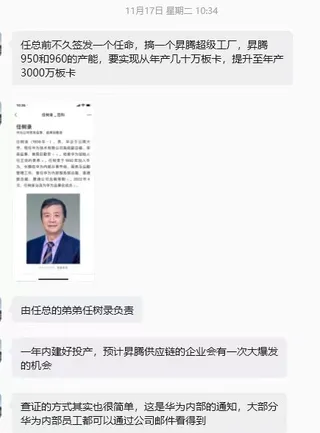 11月17日 星期二 10:34
任总前不久签发一个任命，搞一个昇腾超级工厂，昇腾
950和960的产能，要实现从年产几十万板卡，提升至年产
3000万板卡
任树录
由任总的弟弟任树录负责
一年内建好投产，预计昇腾供应链的企业会有一次大爆发
的机会
查证的方式其实也很简单，这是华为内部的通知，大部分
华为内部员工都可以通过公司邮件看得到